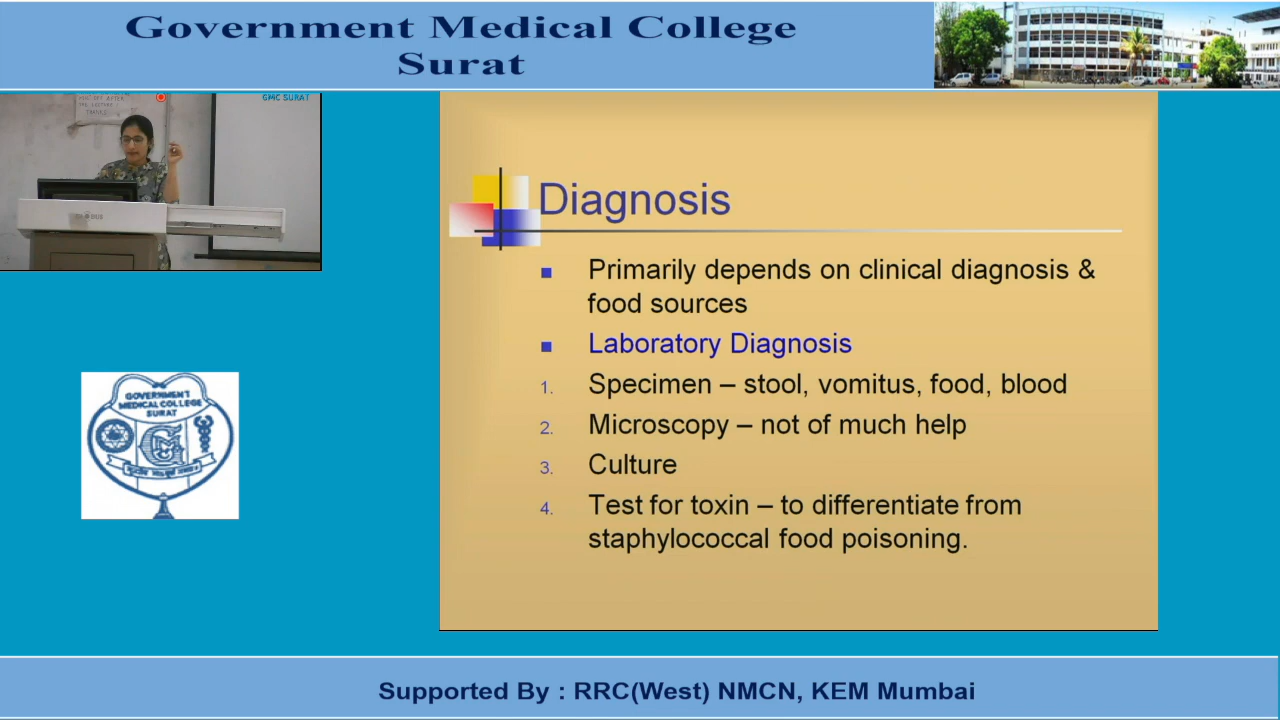 Government Medical College
Surat
GMC SURAT
Diagnosis
■ Primarily depends on clinical diagnosis &
food sources
■ Laboratory Diagnosis
1. Specimen – stool, vomitus, food, blood
2. Microscopy – not of much help
3. Culture
4. Test for toxin – to differentiate from
staphylococcal food poisoning.
GOVERNMENT
MEDICAL COLLEGE
SURAT
Supported By : RRC(West) NMCN, KEM Mumbai